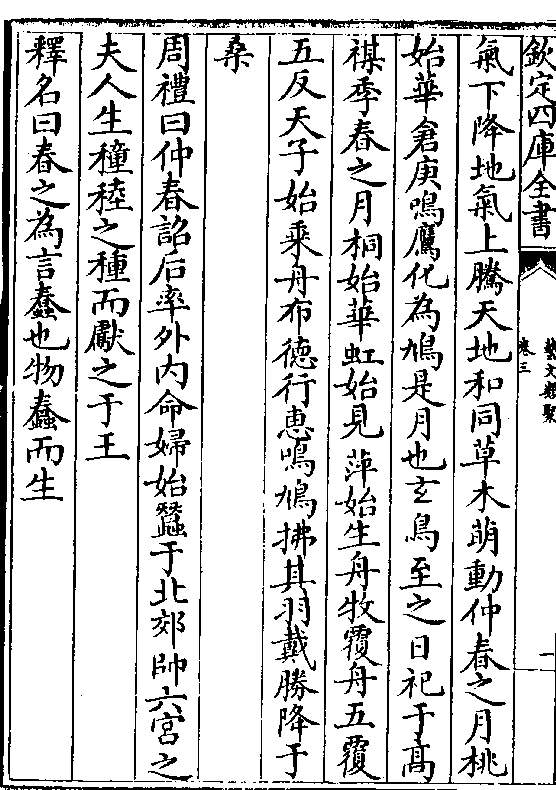 欽定四庫全書
藝文類聚
卷三
一
氣下降地氣上騰天地和同草木萌動仲春之月桃
始華倉庚鳴鷹化為鳩是月也玄鳥至之日祀于髙
禖季春之月桐始華虹始見萍始生舟牧覆舟五覆
五反天子始乘舟布德行惠鳴鳩拂其羽戴勝降于
桑
周禮曰仲春詔后率外内命婦始蠶于北郊帥六宮之
夫人生穜稑之種而獻之于王
釋名曰春之為言蠢也物蠢而生